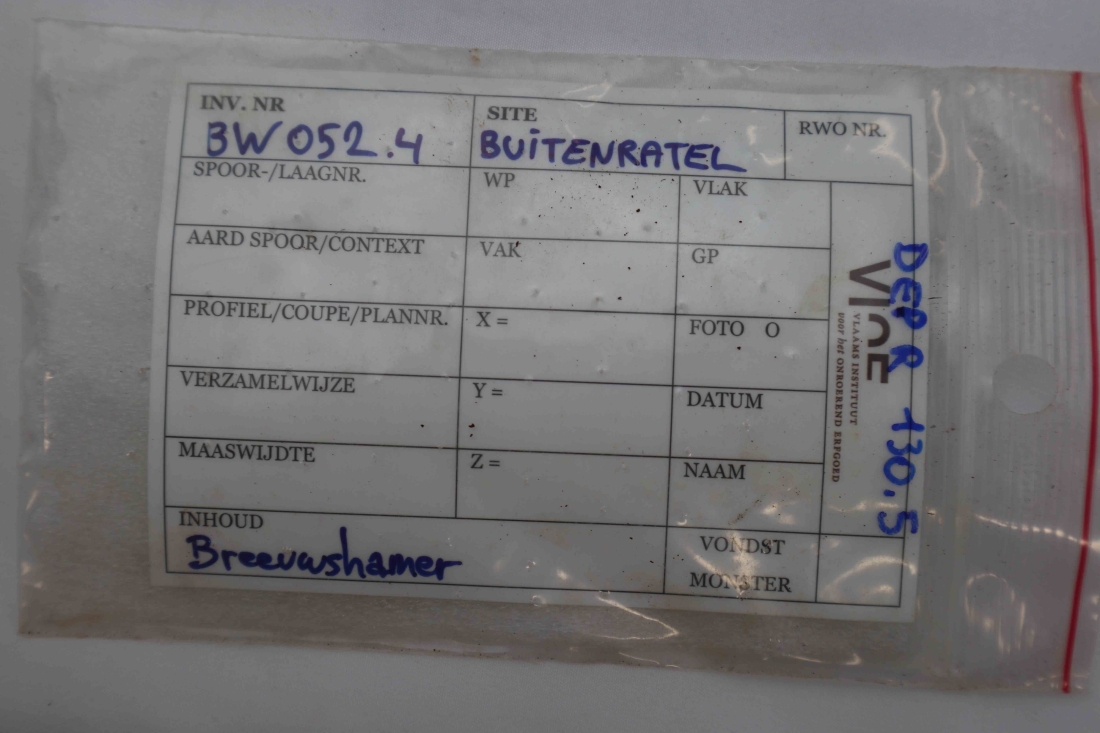 INV. NR
BW 052.4
SITE
BUITENRATEL
RWO NR.
SPOOR-/LAAGNR.
WP
VLAK
AARD SPOOR/CONTEXT
VAK
GP
PROFIEL/COUPE/PLANNR.
X =
FOTO O
VERZAMELWIJZE
Y =
DATUM
MAASWIJDTE
Z =
NAAM
INHOUD
Breeuwshamer
VONDST
MONSTER
VIOE
VLAAMS INSTITUUT
voor het ONROEREND ERFGOED
DEP R 130.5